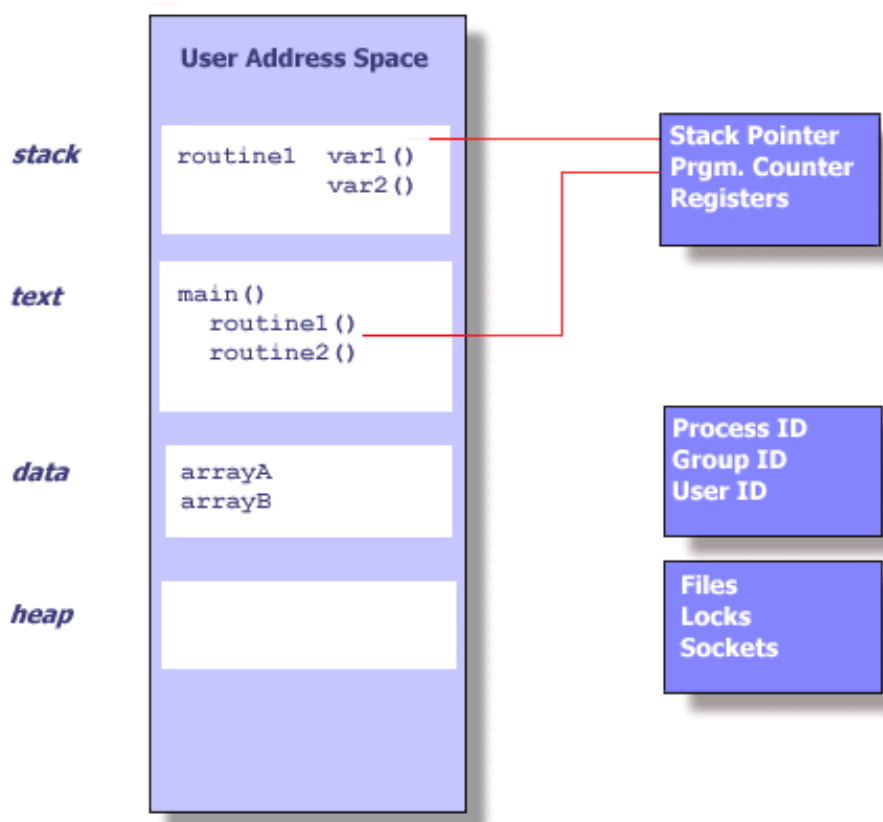 User Address Space
stack
routine1 var1()
var2()
text
main()
routine1()
routine2()
data
arrayA
arrayB
heap
Stack Pointer
Prgm. Counter
Registers
Process ID
Group ID
User ID
Files
Locks
Sockets